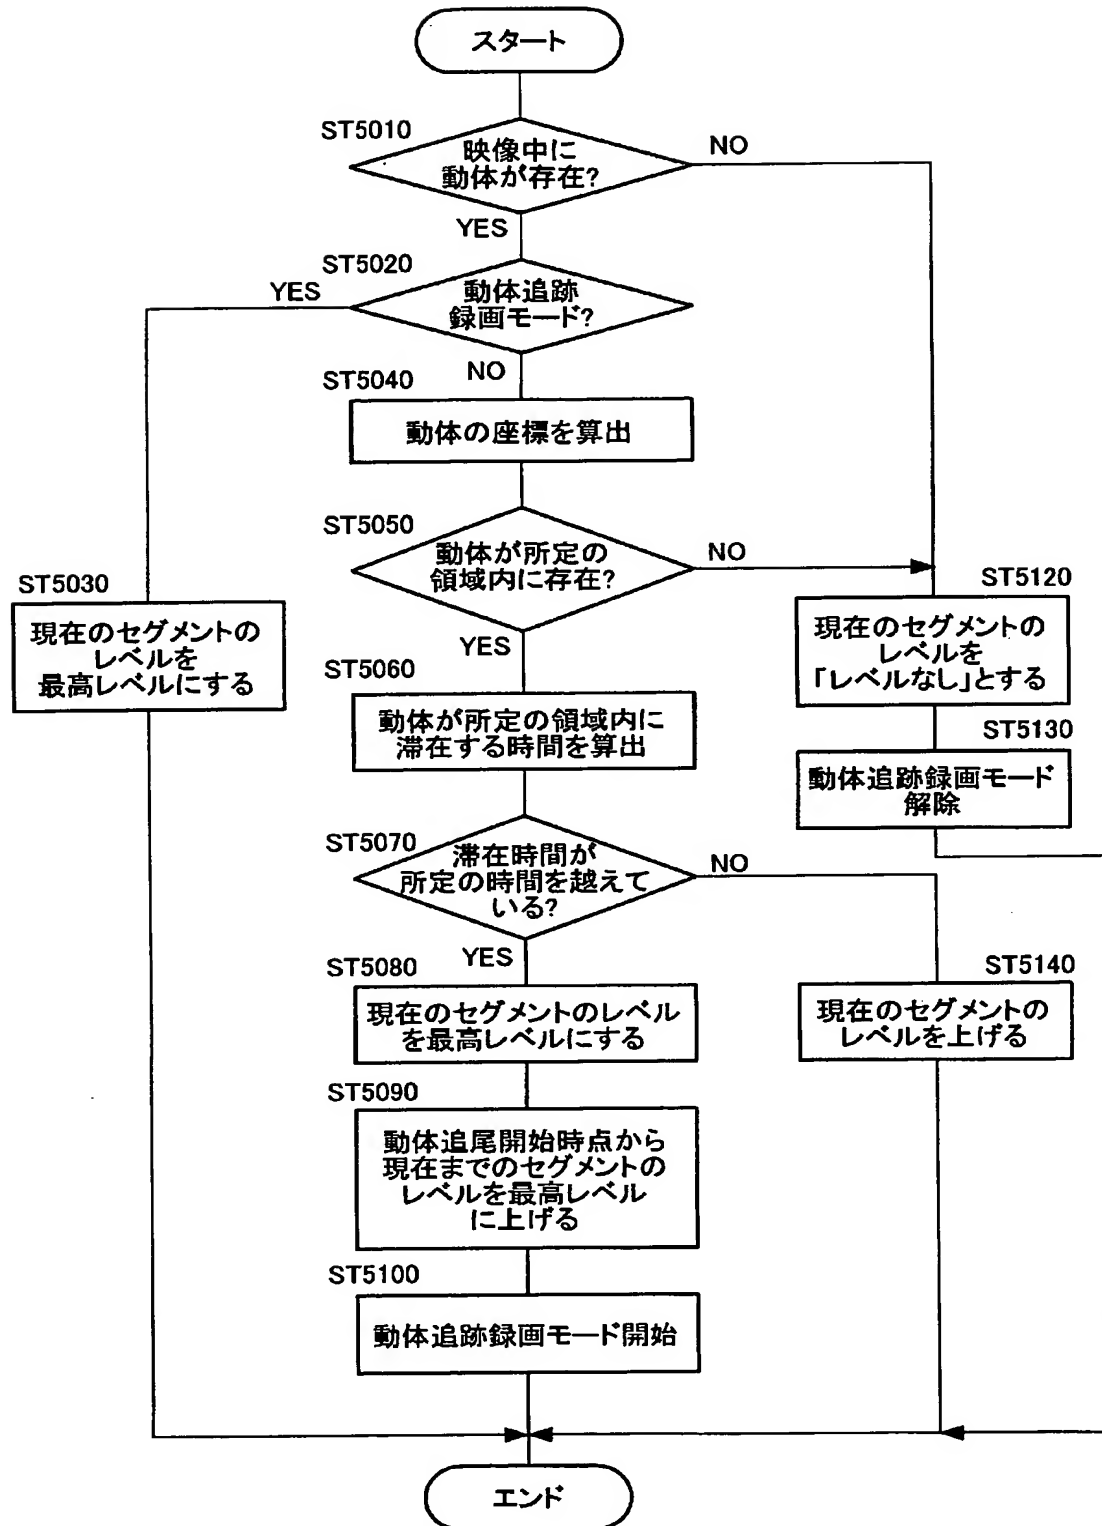 スタート
ST5010
映像中に
動体が存在?
NO
YES
ST5020
動体追跡
録画モード?
YES
NO
ST5040
動体の座標を算出
ST5050
動体が所定の
領域内に存在?
NO
YES
ST5030
現在のセグメントの
レベルを
最高レベルにする
ST5120
現在のセグメントの
レベルを
「レベルなし」とする
ST5060
動体が所定の領域内に
滞在する時間を算出
ST5130
動体追跡録画モード
解除
ST5070
滞在時間が
所定の時間を越えて
いる?
NO
YES
ST5080
現在のセグメントのレベル
を最高レベルにする
ST5140
現在のセグメントの
レベルを上げる
ST5090
動体追尾開始時点から
現在までのセグメントの
レベルを最高レベル
に上げる
ST5100
動体追跡録画モード開始
エンド